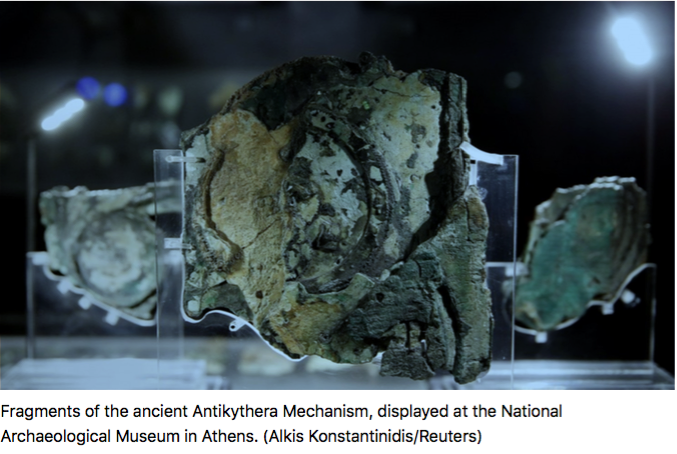 Fragments of the ancient Antikythera Mechanism, displayed at the National
Archaeological Museum in Athens. (Alkis Konstantinidis/Reuters)